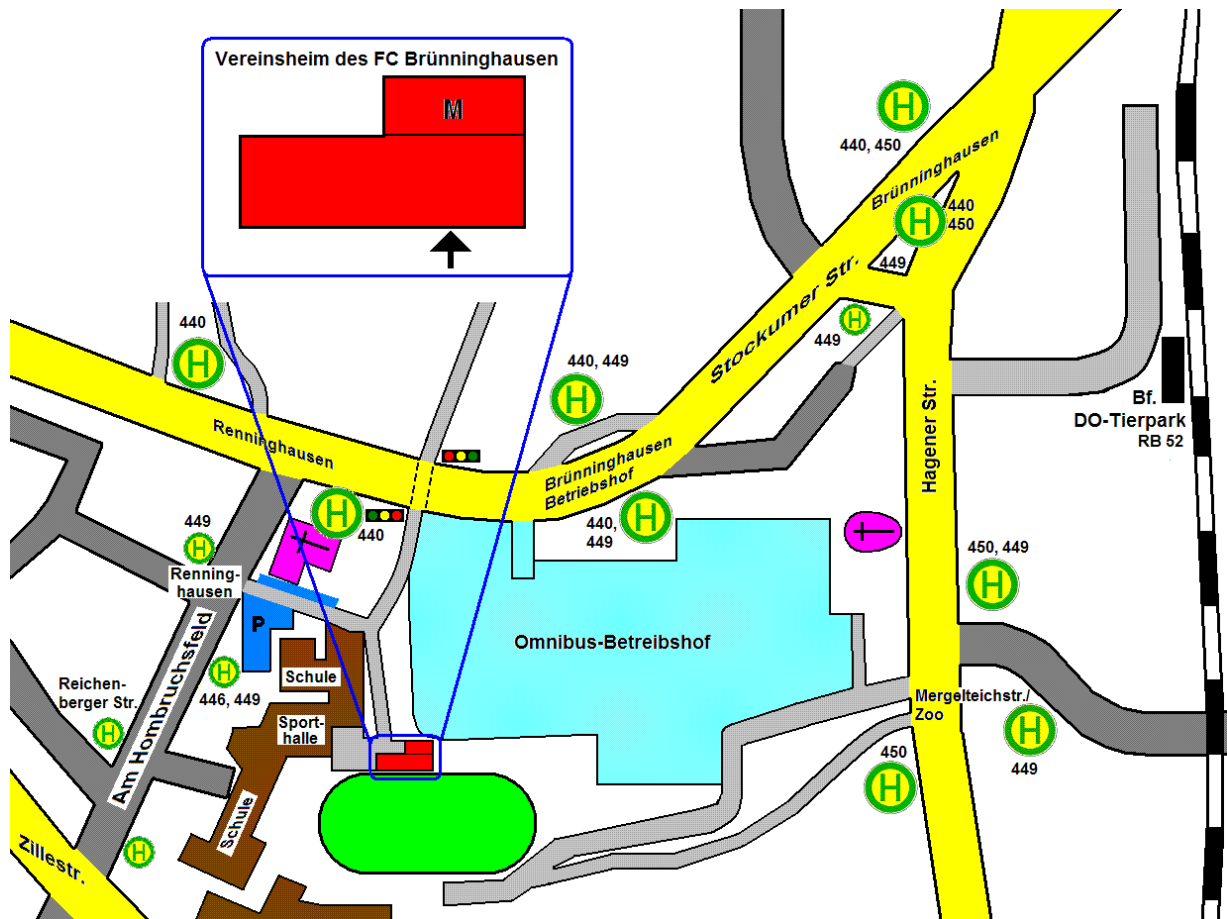 Vereinsheim des FC Brünninghausen
M
H
440, 450
Brünninghausen
H
440
450
449
Stockumer Str.
H
449
440
H
440, 449
H
Bf.
DO-Tierpark
RB 52
Hagener Str.
Renninghausen
Brünninghausen
Betriebshof
H
440
440,
449
H
449
H
Renning-
hausen
450, 449
H
P
Am Hombruchsfeld
Omnibus-Betreibshof
Schule
H
446, 449
Reichen-
berger Str.
H
Sport-
halle
Mergelteichstr./
Zoo
H
449
450
H
Schule
H
Zillestr.